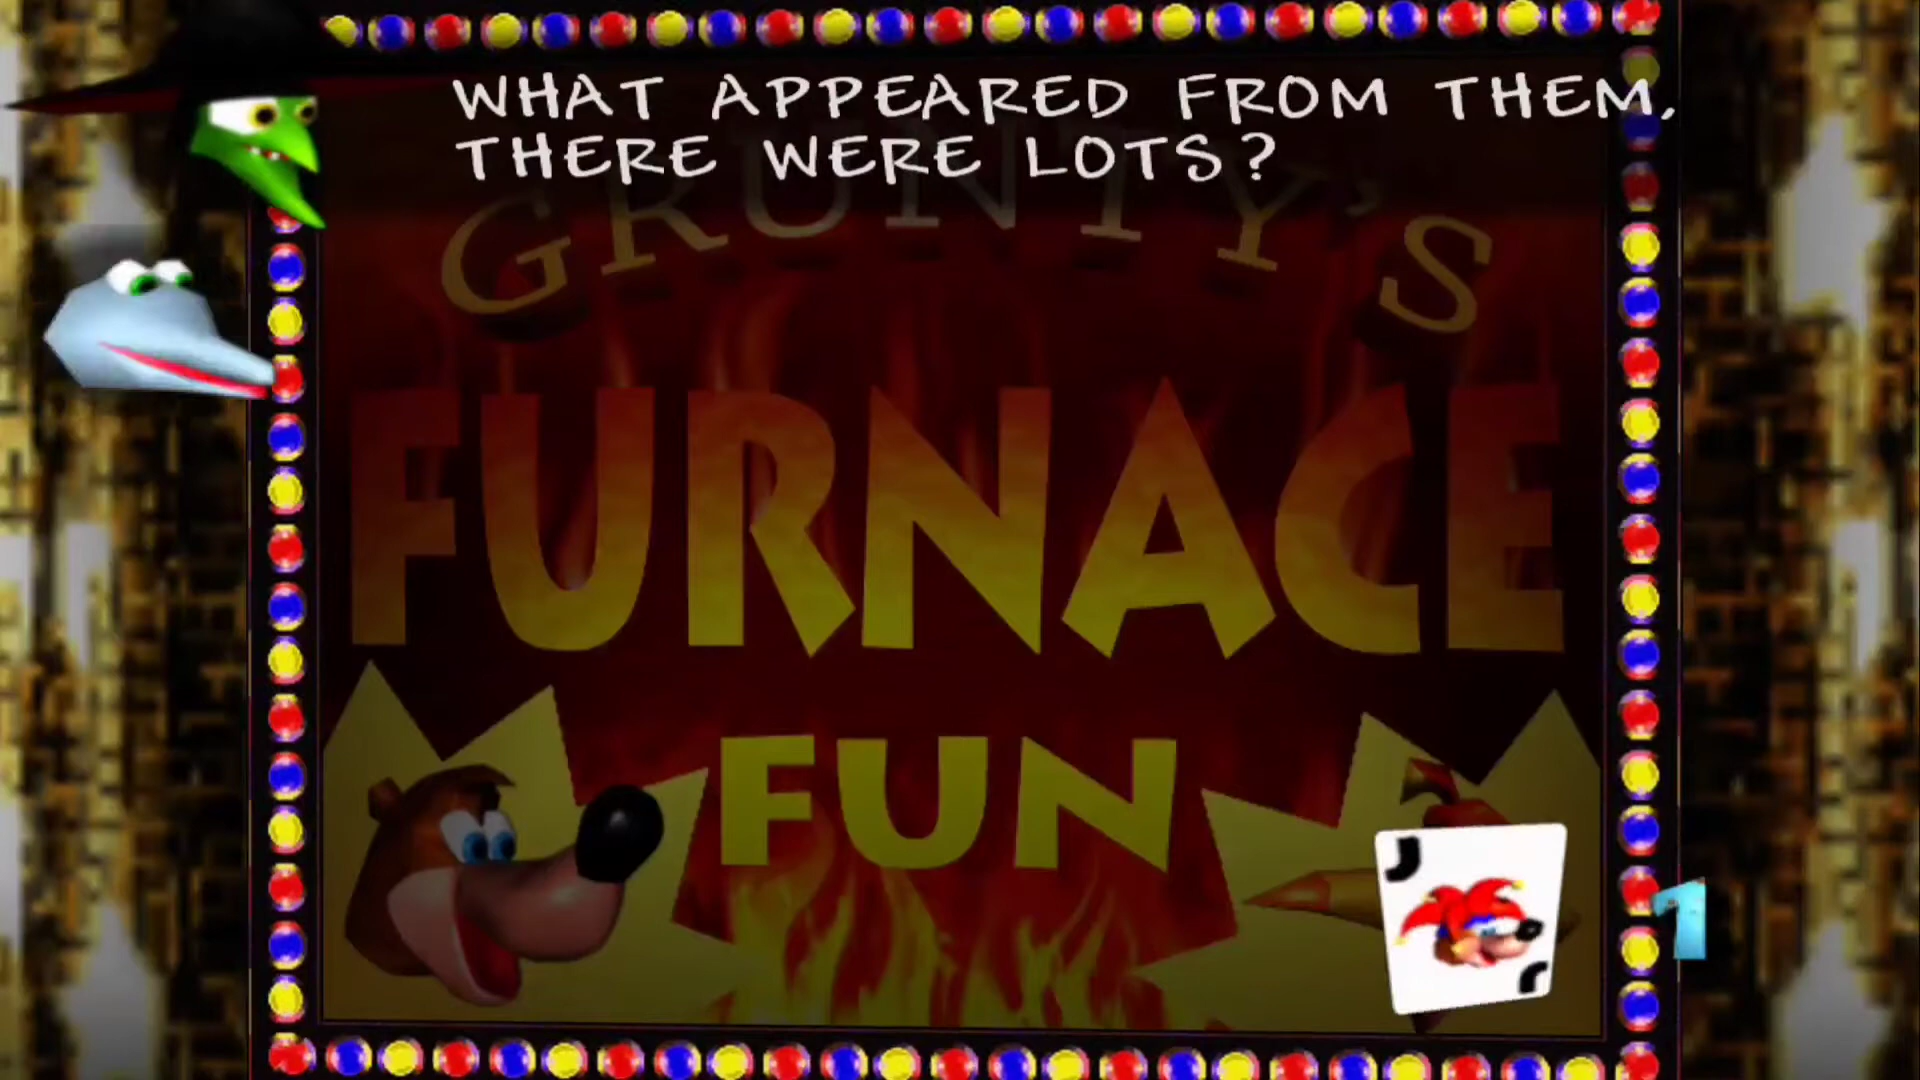 WHAT APPEARED FROM THEM,
THERE WERE LOTS?
GRUNTY'S
FURNACE
FUN
J
J
1